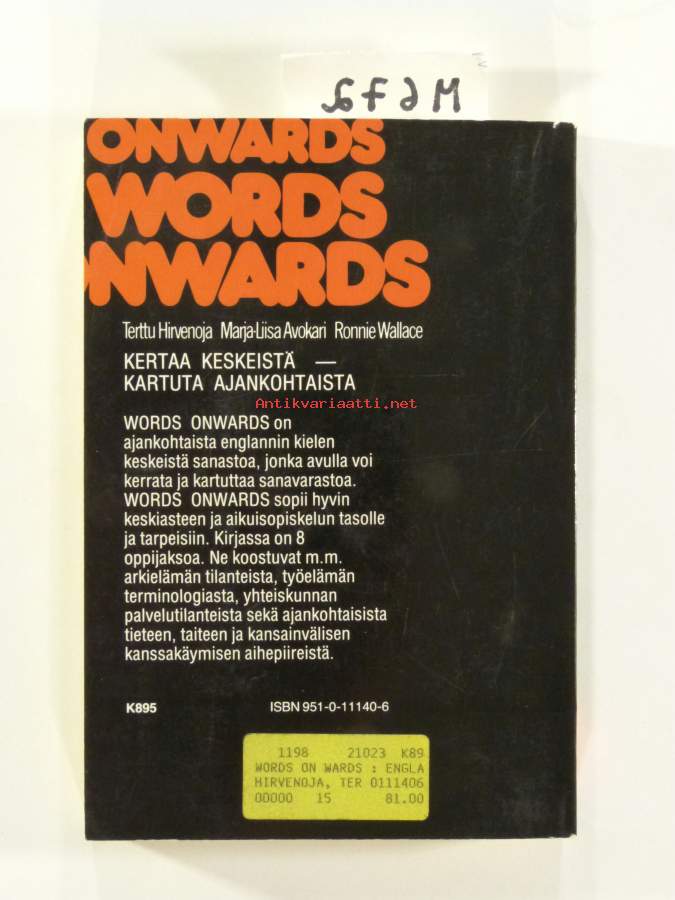 ONWARDS
WORDS
ONWARDS
Terttu Hirvenoja Marja-Liisa Avokari Ronnie Wallace
KERTAA KESKEISTÄ —
KARTUTA AJANKOHTAISTA
Antikvariaatti.net
WORDS ONWARDS on
ajankohtaista englannin kielen
keskeistä sanastoa, jonka avulla voi
kerrata ja kartuttaa sanavarastoa.
WORDS ONWARDS sopii hyvin
keskiasteen ja aikuisopiskelun tasolle
ja tarpeisiin. Kirjassa on 8
oppijaksoa. Ne koostuvat m.m.
arkielämän tilanteista, työelämän
terminologiasta, yhteiskunnan
palvelutilanteista sekä ajankohtaisista
tieteen, taiteen ja kansainvälisen
kanssakäymisen aihepiireistä.
K895 ISBN 951-0-11140-6
1198 21023 K89
WORDS ON WARDS : ENGLA
HIRVENOJA, TER 0111406
00000 15 81.00